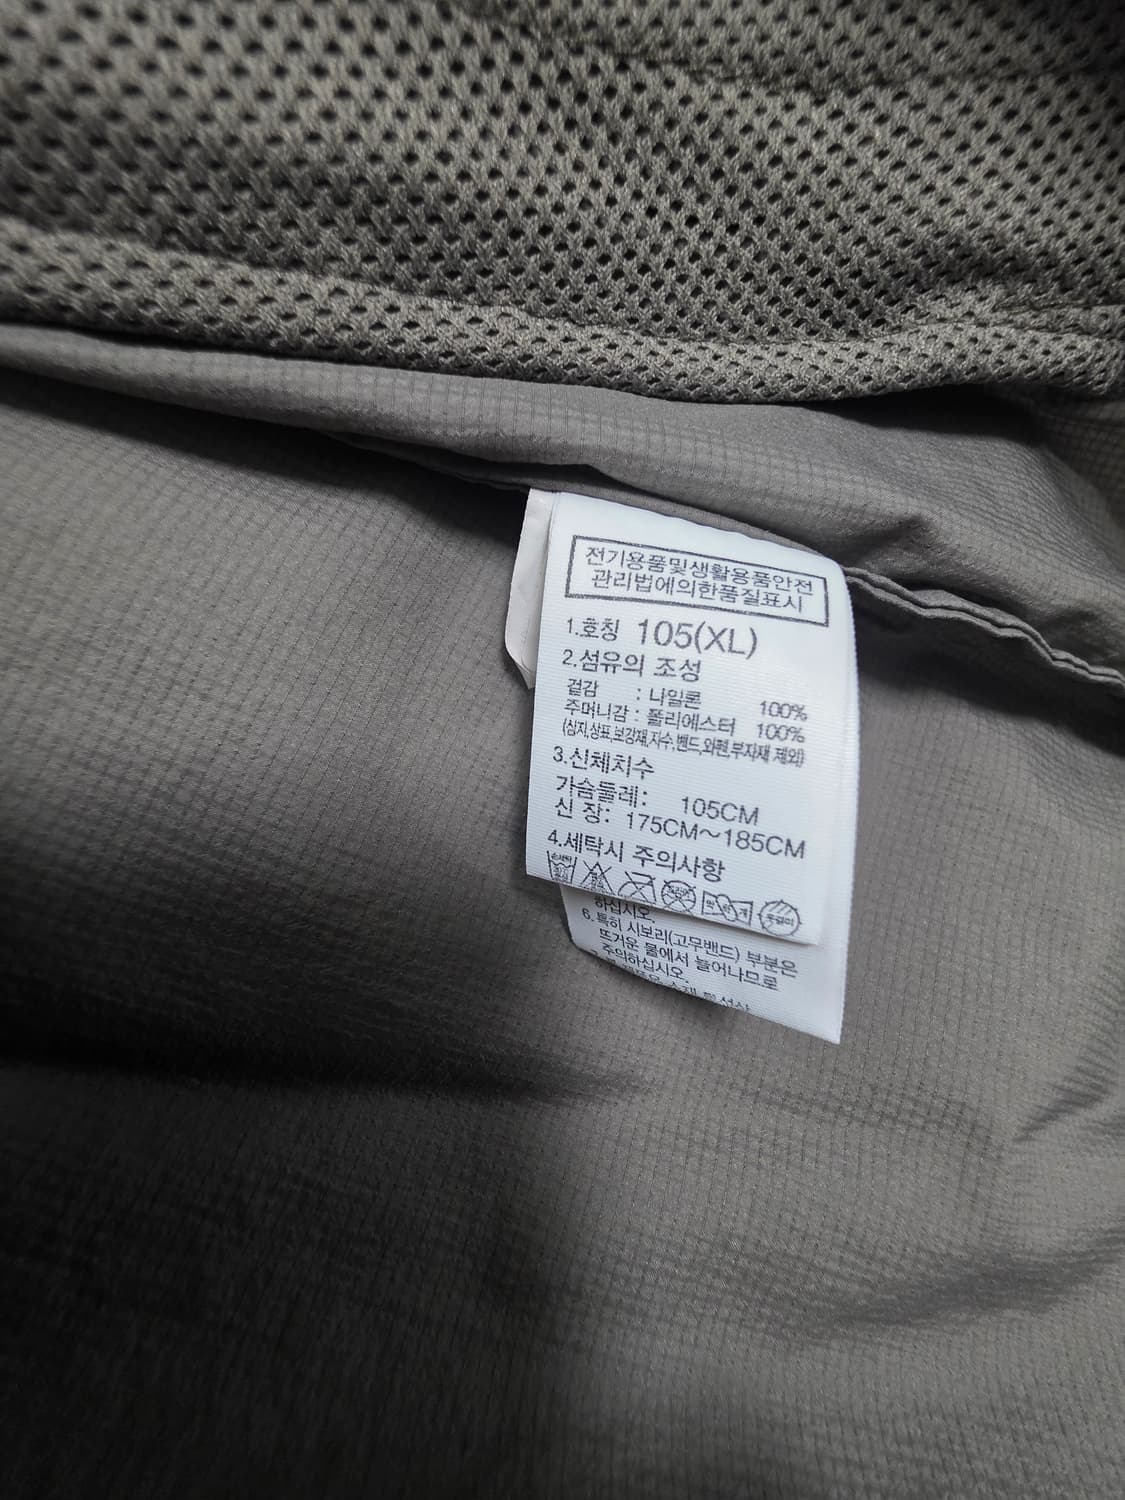 전기용품및생활용품안전
관리법에의한품질표시
1.호칭 105(XL)
2.섬유의 조성
겉감 : 나일론 100%
주머니감 : 폴리에스터 100%
(심지,상표,보강재,자수,밴드,와펜,부자재 제외)
3.신체치수
가슴둘레: 105CM
신 장: 175CM~185CM
4.세탁시 주의사항
하십시오.
6.특히 시보리(고무밴드) 부분은
뜨거운 물에서 늘어나므로
주의하십시오.